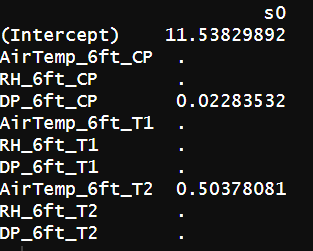 s0
(Intercept) 11.53829892
AirTemp_6ft_CP .
RH_6ft_CP .
DP_6ft_CP 0.02283532
AirTemp_6ft_T1 .
RH_6ft_T1 .
DP_6ft_T1 .
AirTemp_6ft_T2 0.50378081
RH_6ft_T2 .
DP_6ft_T2 .